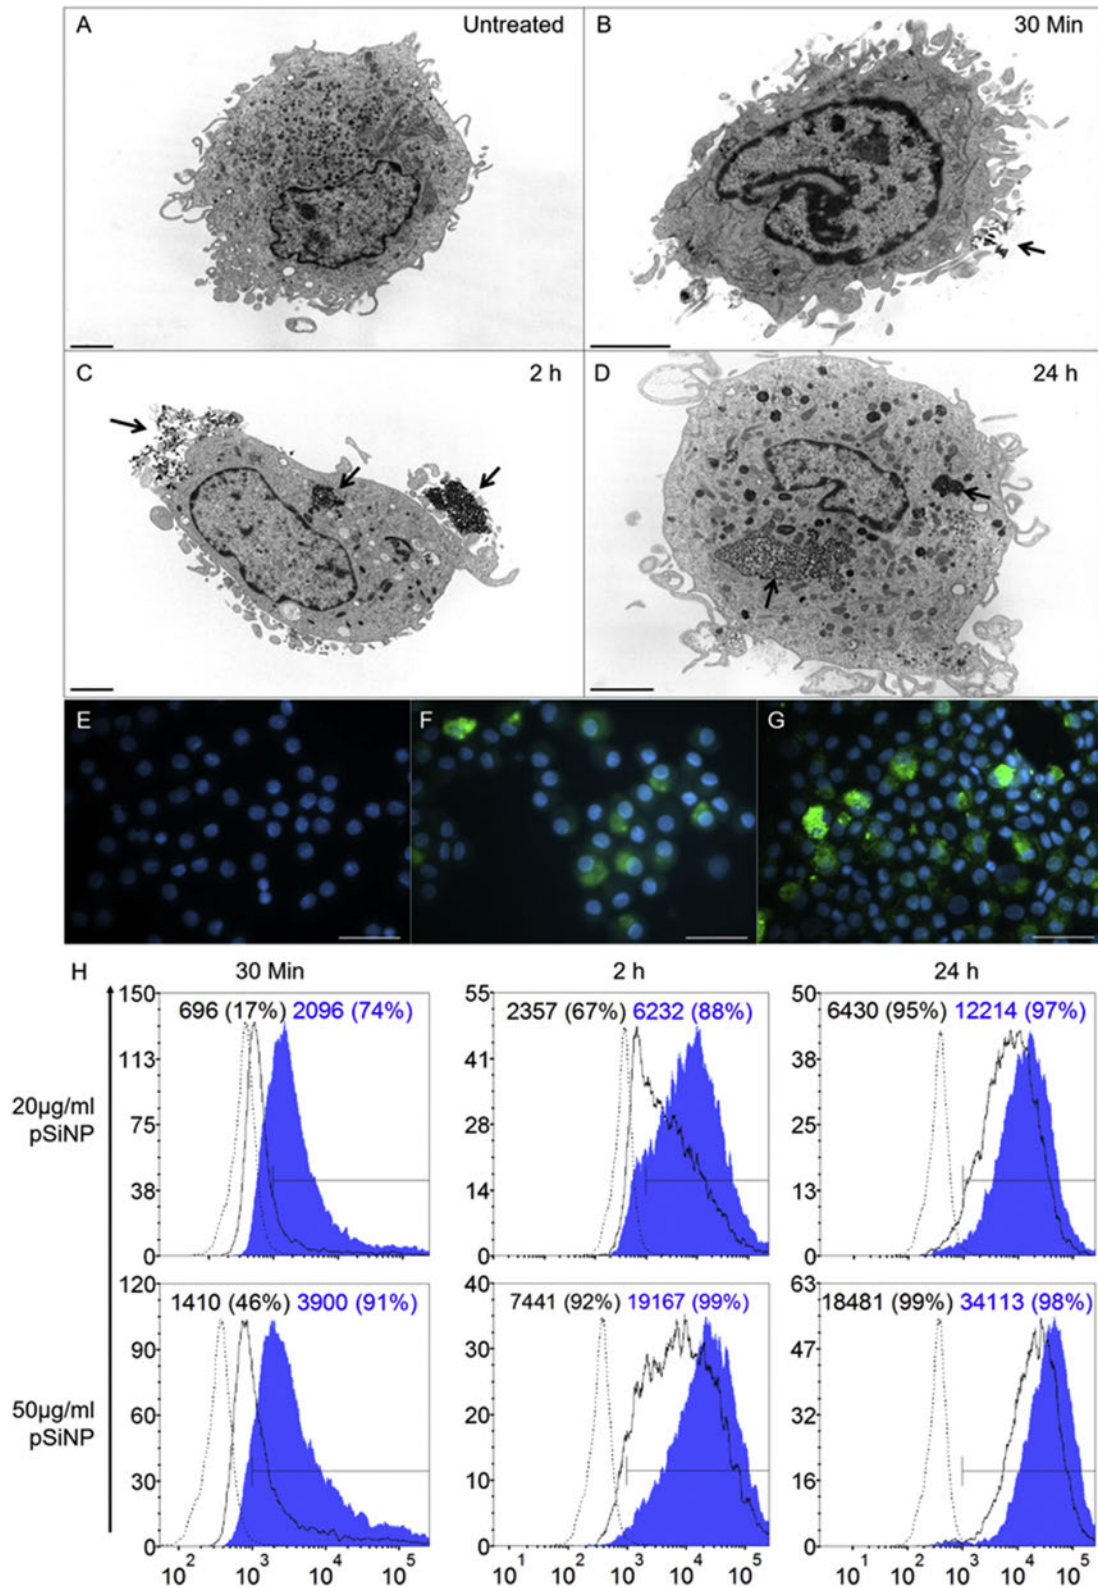 A Untreated B 30 Min
C 2 h D 24 h
E F G
H 30 Min 2 h 24 h
20µg/ml
pSiNP
150
113
75
38
0
696 (17%) 2096 (74%)
55
41
28
14
0
2357 (67%) 6232 (88%)
50
38
25
13
0
6430 (95%) 12214 (97%)
50µg/ml
pSiNP
120
90
60
30
0
1410 (46%) 3900 (91%)
40
30
20
10
0
7441 (92%) 19167 (99%)
63
47
32
16
0
18481 (99%) 34113 (98%)
10² 10³ 10⁴ 10⁵
10¹ 10² 10³ 10⁴ 10⁵
10¹ 10² 10³ 10⁴ 10⁵